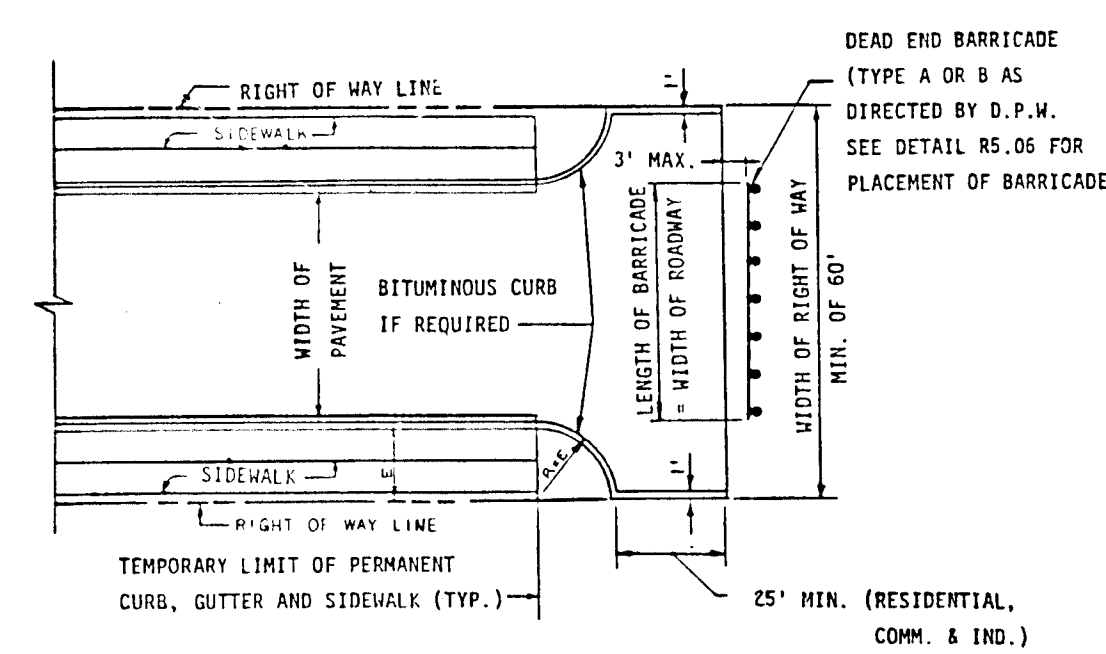 DEAD END BARRICADE
(TYPE A OR B AS
DIRECTED BY D.P.W.
SEE DETAIL R5.06 FOR
PLACEMENT OF BARRICADE
RIGHT OF WAY LINE
1'
SIDEWALK
3' MAX.
WIDTH OF
PAVEMENT
BITUMINOUS CURB
IF REQUIRED
LENGTH OF BARRICADE
= WIDTH OF ROADWAY
WIDTH OF RIGHT OF WAY
MIN. OF 60'
SIDEWALK
E
R=E
1'
RIGHT OF WAY LINE
TEMPORARY LIMIT OF PERMANENT
CURB, GUTTER AND SIDEWALK (TYP.)
25' MIN. (RESIDENTIAL,
COMM. & IND.)